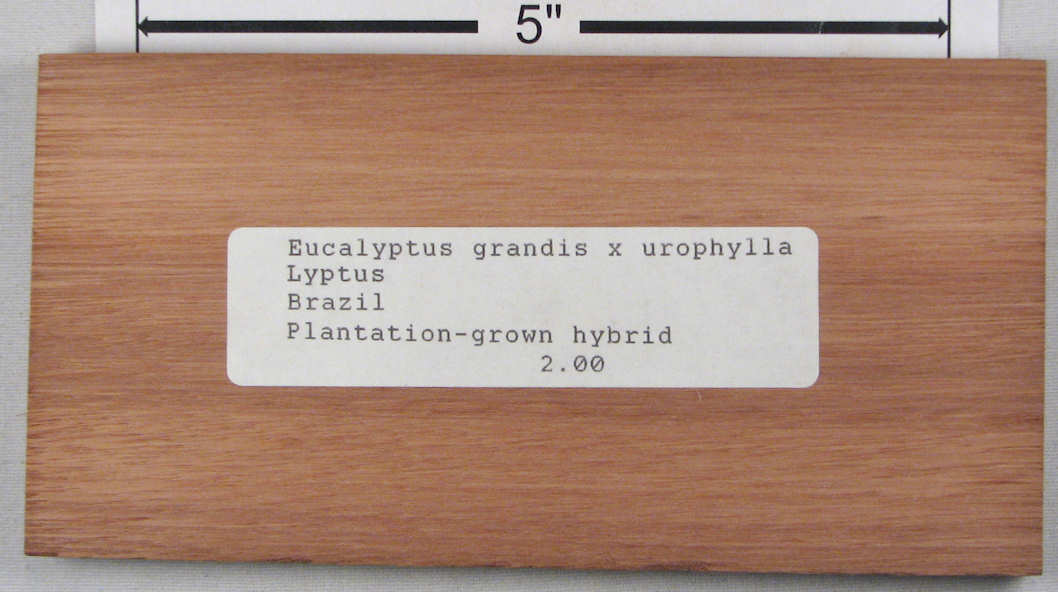 5"
Eucalyptus grandis x urophylla
Lyptus
Brazil
Plantation-grown hybrid
2.00